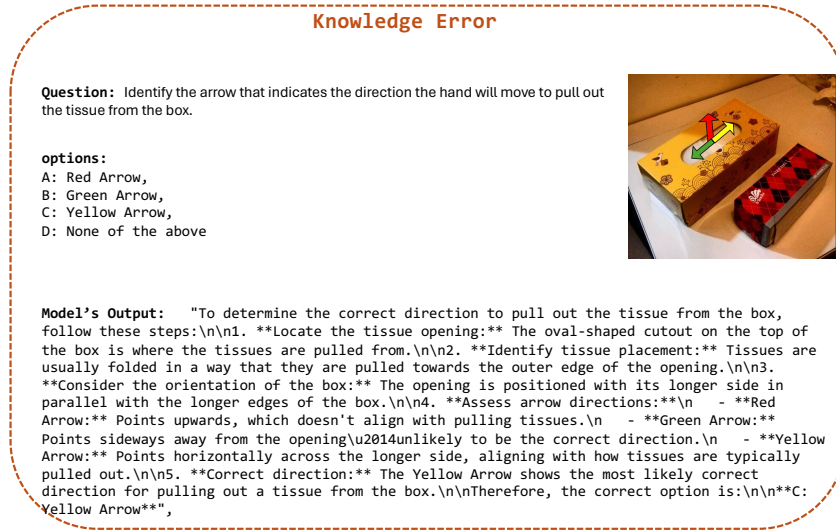 Knowledge Error
Question: Identify the arrow that indicates the direction the hand will move to pull out
the tissue from the box.
options:
A: Red Arrow,
B: Green Arrow,
C: Yellow Arrow,
D: None of the above
Model’s Output: "To determine the correct direction to pull out the tissue from the box,
follow these steps:\n\n1. **Locate the tissue opening:** The oval-shaped cutout on the top of
the box is where the tissues are pulled from.\n\n2. **Identify tissue placement:** Tissues are
usually folded in a way that they are pulled towards the outer edge of the opening.\n\n3.
**Consider the orientation of the box:** The opening is positioned with its longer side in
parallel with the longer edges of the box.\n\n4. **Assess arrow directions:**\n   - **Red
Arrow:** Points upwards, which doesn't align with pulling tissues.\n   - **Green Arrow:**
Points sideways away from the opening\u2014unlikely to be the correct direction.\n   - **Yellow
Arrow:** Points horizontally across the longer side, aligning with how tissues are typically
pulled out.\n\n5. **Correct direction:** The Yellow Arrow shows the most likely correct
direction for pulling out a tissue from the box.\n\nTherefore, the correct option is:\n\n**C:
Yellow Arrow**",